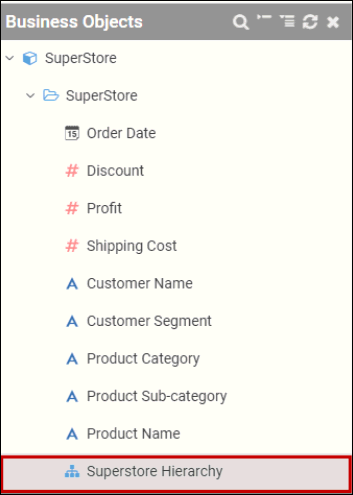 Business Objects
SuperStore
SuperStore
15 Order Date
# Discount
# Profit
# Shipping Cost
A Customer Name
A Customer Segment
A Product Category
A Product Sub-category
A Product Name
Superstore Hierarchy